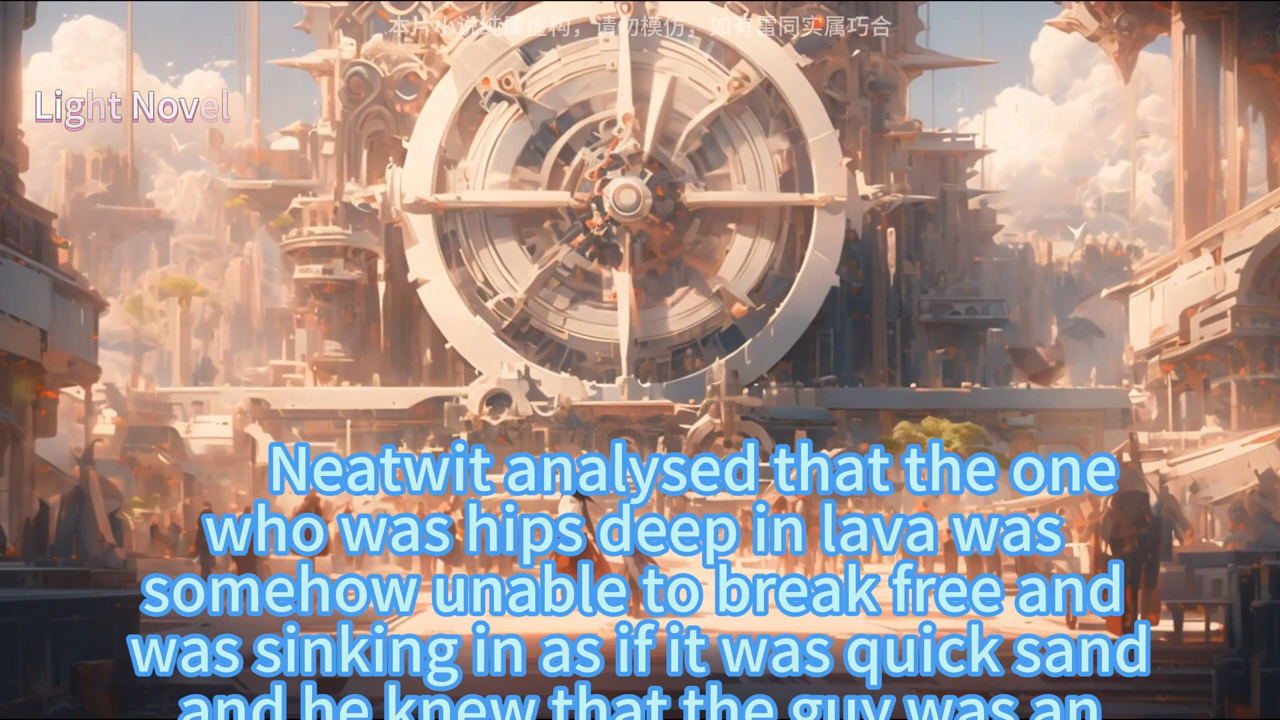 本片小说纯属虚构，请勿模仿，如有雷同实属巧合
Light Novel
Neatwit analysed that the one
who was hips deep in lava was
somehow unable to break free and
was sinking in as if it was quick sand
and he knew that the guy was an